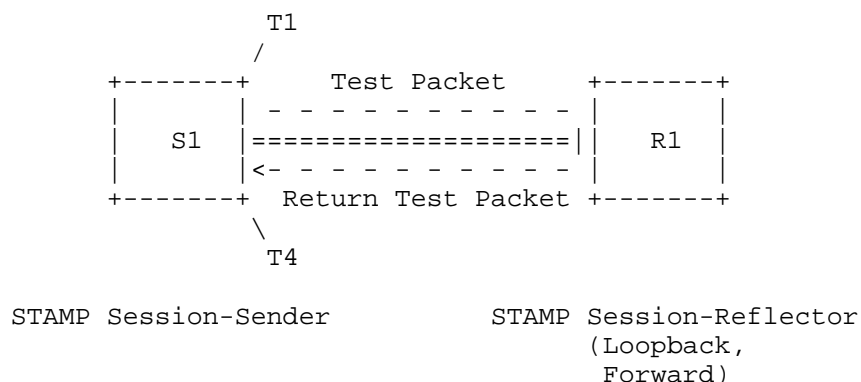 T1
               /
      +-------+     Test Packet     +-------+
      |       | - - - - - - - - - - |       |
      |   S1  |====================||   R1  |
      |       |<- - - - - - - - - - |       |
      +-------+  Return Test Packet +-------+
               \
                T4

STAMP Session-Sender          STAMP Session-Reflector
                                    (Loopback,
                                     Forward)